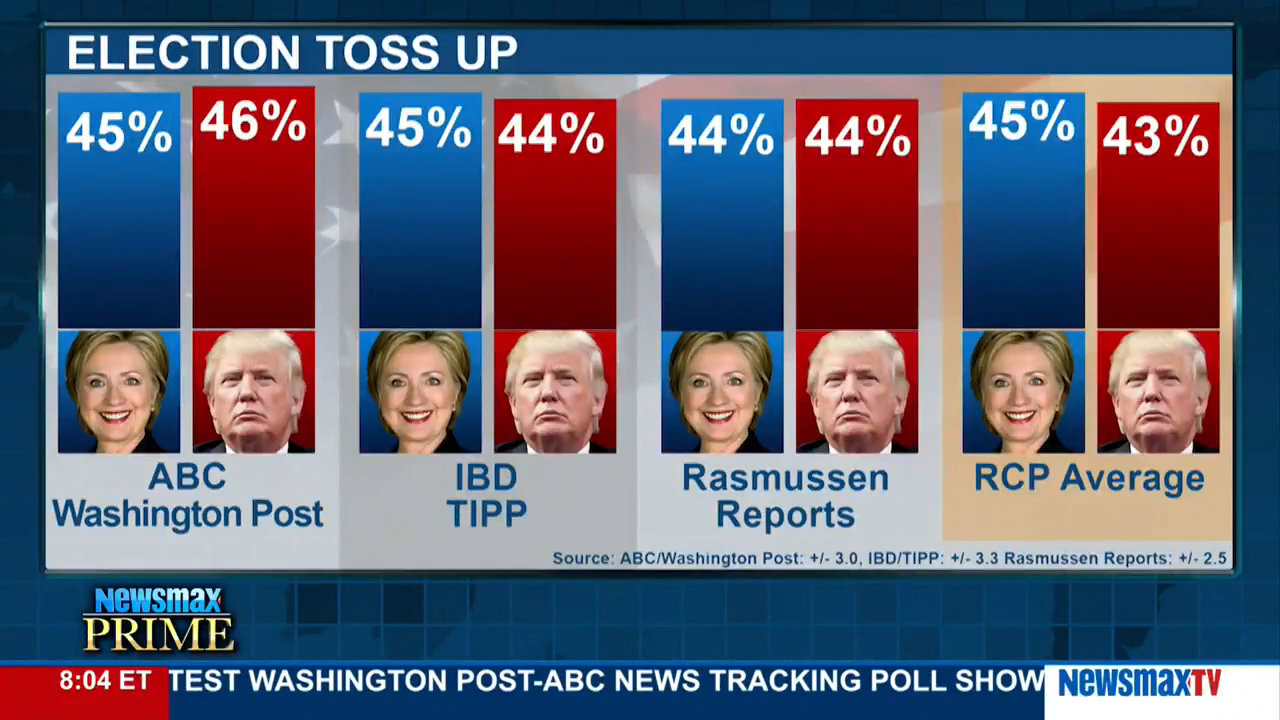 ELECTION TOSS UP
45% 46% 45% 44% 44% 44% 45% 43%
ABC
Washington Post
IBD
TIPP
Rasmussen
Reports
RCP Average
Source: ABC/Washington Post: +/- 3.0, IBD/TIPP: +/- 3.3 Rasmussen Reports: +/- 2.5
Newsmax
PRIME
8:04 ET TEST WASHINGTON POST-ABC NEWS TRACKING POLL SHOW NewsmaxTV